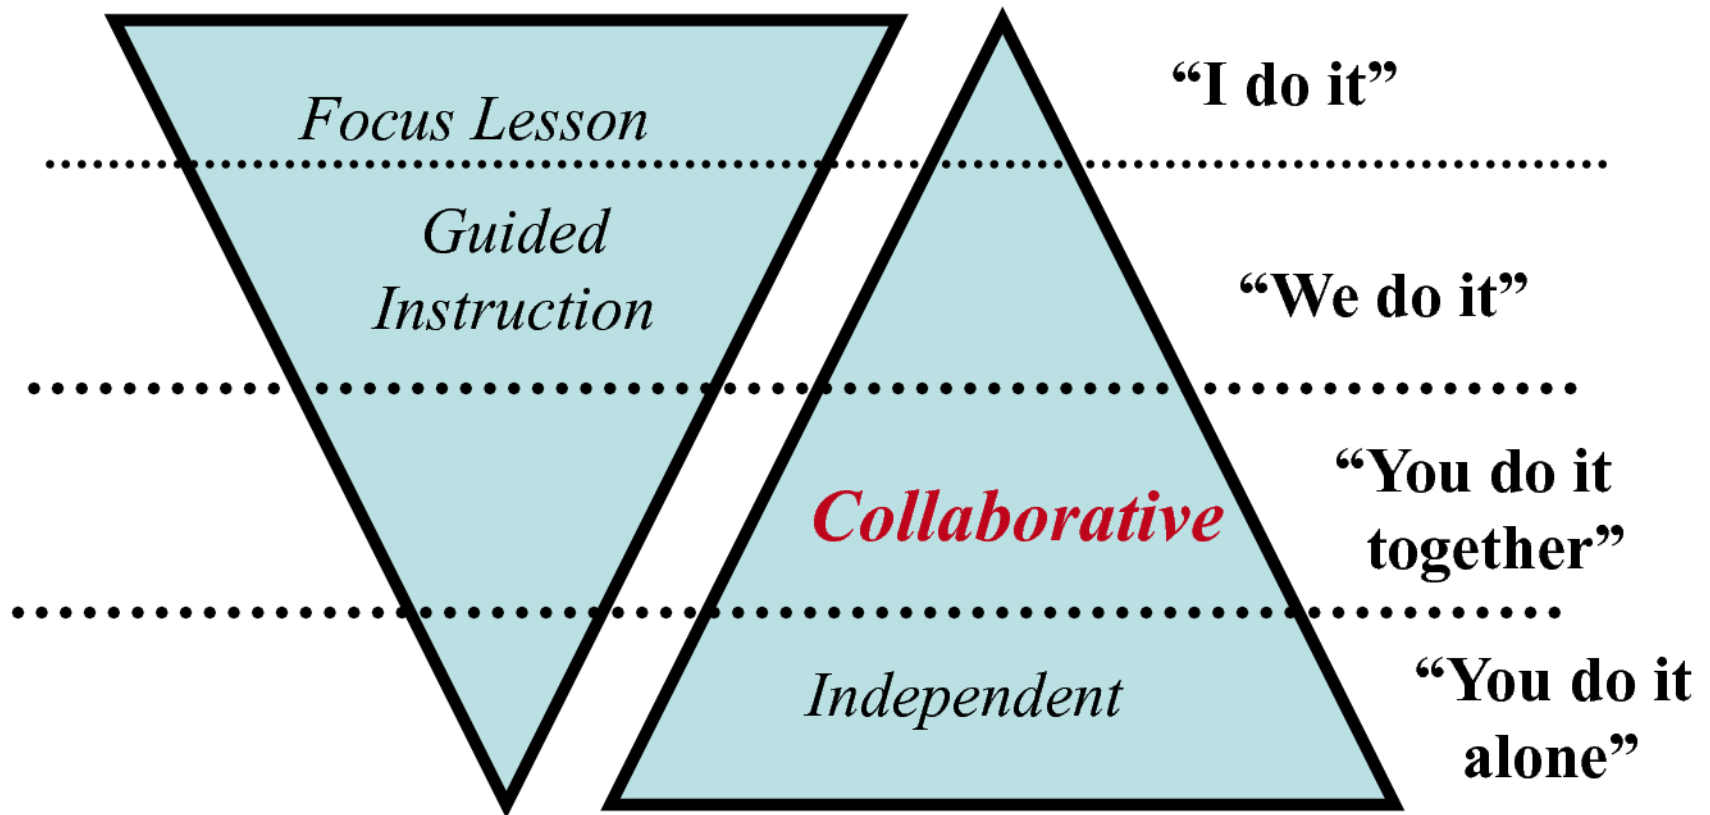 Focus Lesson
“I do it”
Guided
Instruction
“We do it”
Collaborative
“You do it
together”
Independent
“You do it
alone”